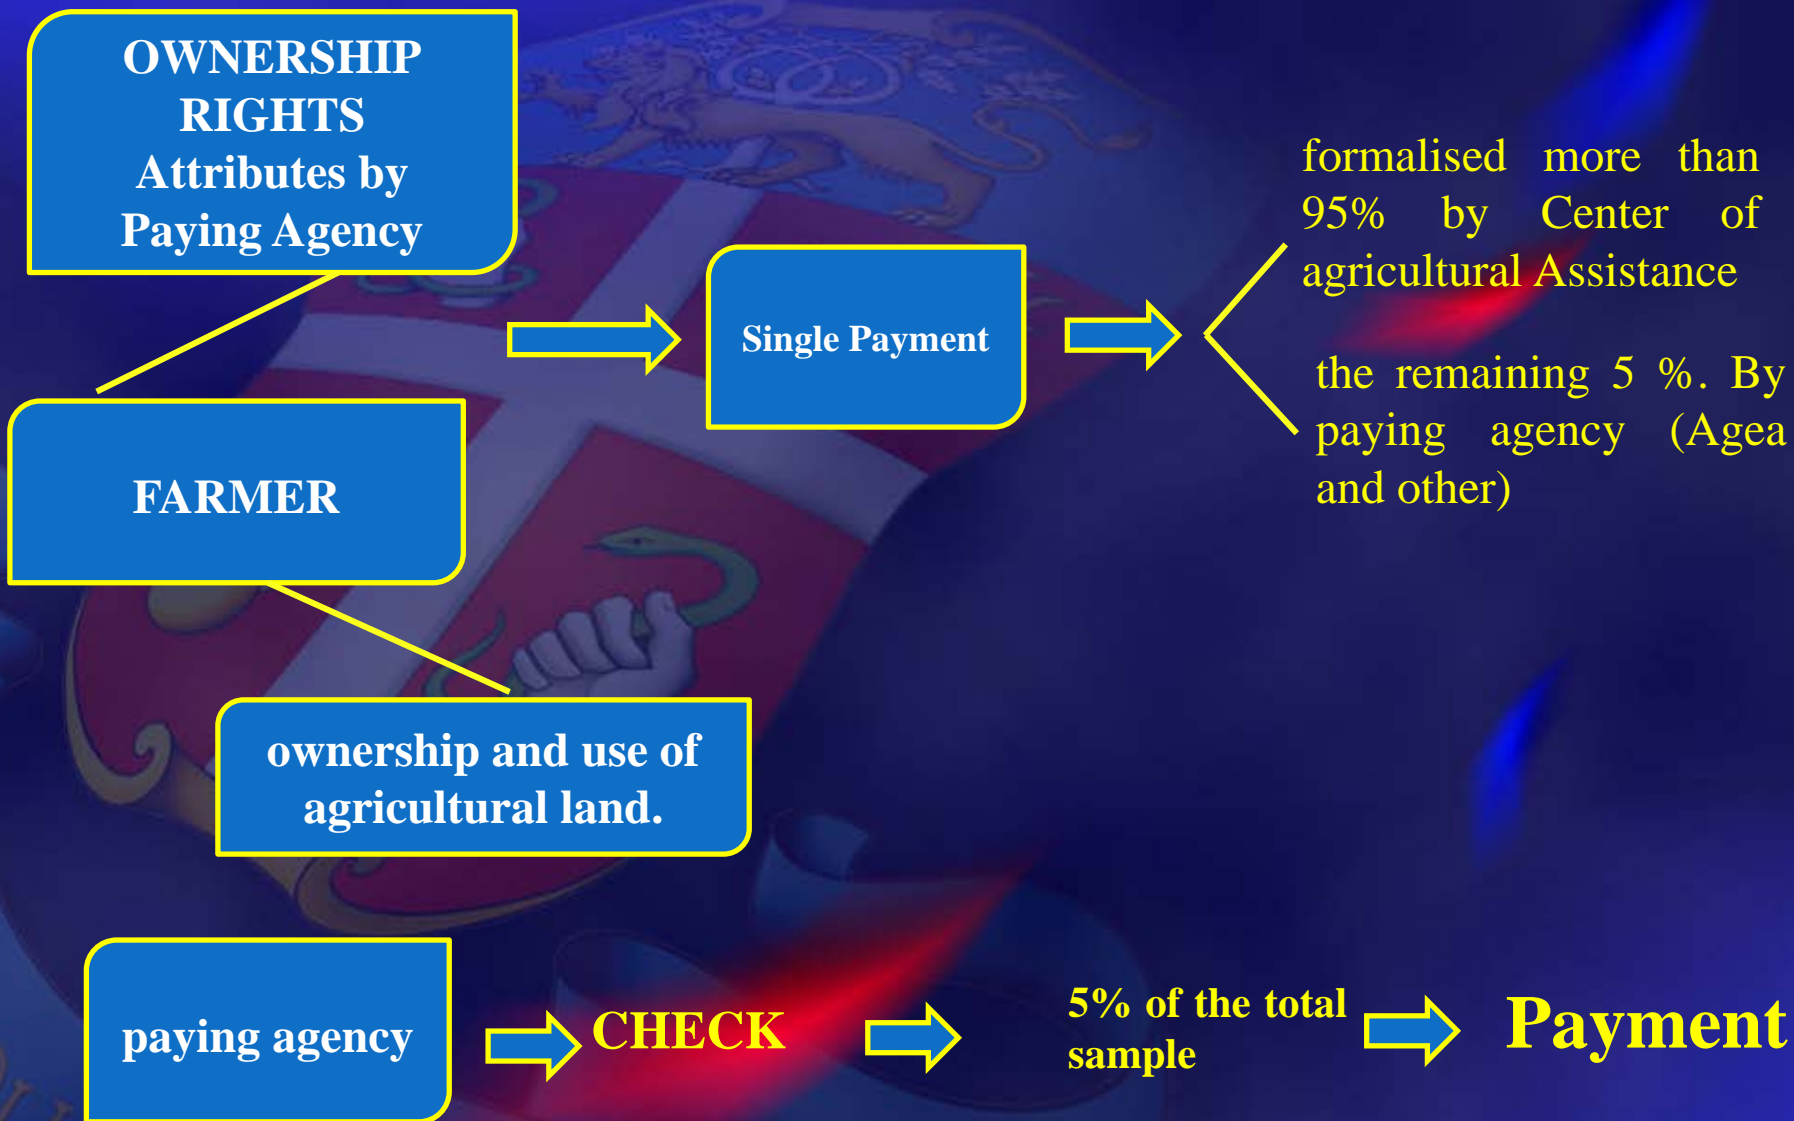 OWNERSHIP
RIGHTS
Attributes by
Paying Agency
formalised more than
95% by Center of
agricultural Assistance
Single Payment
the remaining 5 %. By
paying agency (Agea
and other)
FARMER
ownership and use of
agricultural land.
paying agency
CHECK
5% of the total
sample
Payment